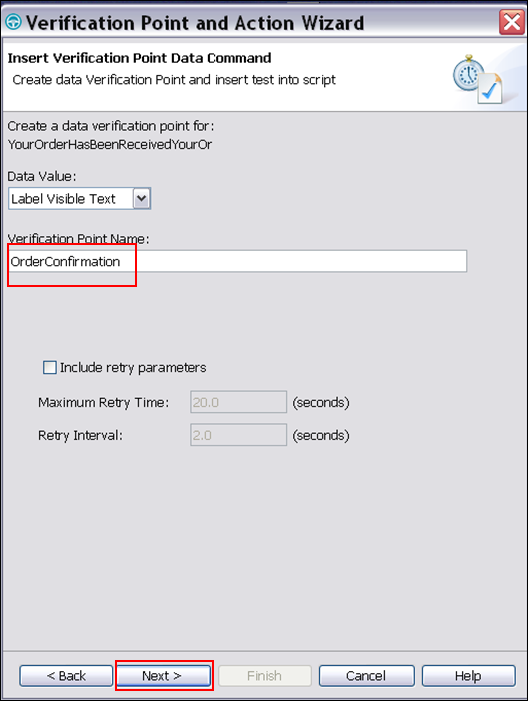 Verification Point and Action Wizard
Insert Verification Point Data Command
Create data Verification Point and insert test into script
Create a data verification point for:
YourOrderHasBeenReceivedYourOr
Data Value:
Label Visible Text
Verification Point Name:
OrderConfirmation
Include retry parameters
Maximum Retry Time: 20.0 (seconds)
Retry Interval: 2.0 (seconds)
< Back Next > Finish Cancel Help